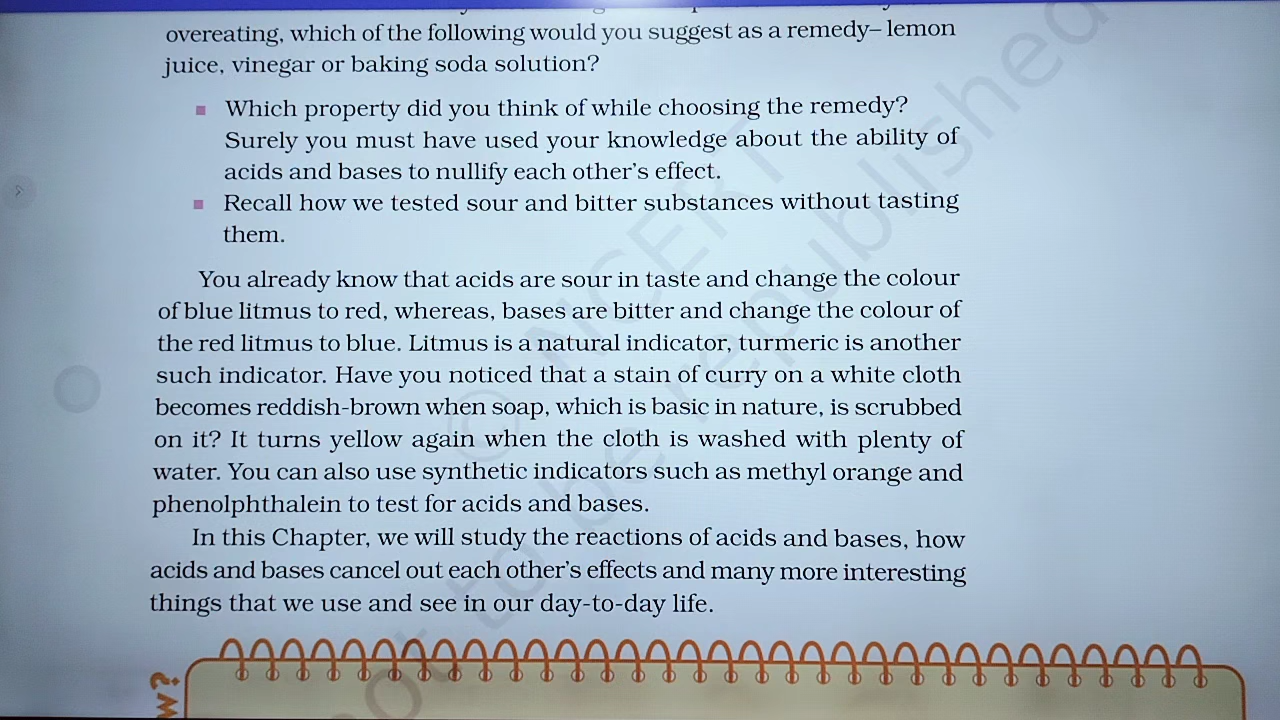 overeating, which of the following would you suggest as a remedy– lemon
juice, vinegar or baking soda solution?
Which property did you think of while choosing the remedy?
Surely you must have used your knowledge about the ability of
acids and bases to nullify each other's effect.
Recall how we tested sour and bitter substances without tasting
them.
You already know that acids are sour in taste and change the colour
of blue litmus to red, whereas, bases are bitter and change the colour of
the red litmus to blue. Litmus is a natural indicator, turmeric is another
such indicator. Have you noticed that a stain of curry on a white cloth
becomes reddish-brown when soap, which is basic in nature, is scrubbed
on it? It turns yellow again when the cloth is washed with plenty of
water. You can also use synthetic indicators such as methyl orange and
phenolphthalein to test for acids and bases.
In this Chapter, we will study the reactions of acids and bases, how
acids and bases cancel out each other's effects and many more interesting
things that we use and see in our day-to-day life.
© NCERT
not to be republished